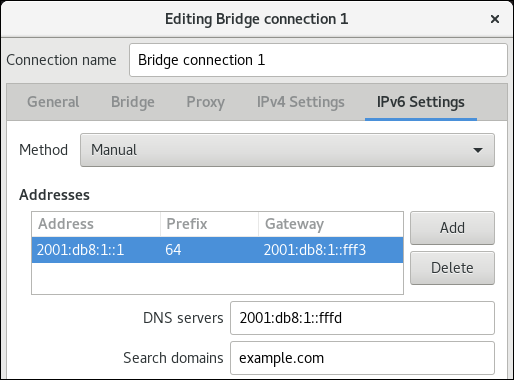 Editing Bridge connection 1 ×
Connection name Bridge connection 1
General Bridge Proxy IPv4 Settings IPv6 Settings
Method Manual
Addresses
Address Prefix Gateway
Add
2001:db8:1::1 64 2001:db8:1::fff3
Delete
DNS servers 2001:db8:1::fffd
Search domains example.com